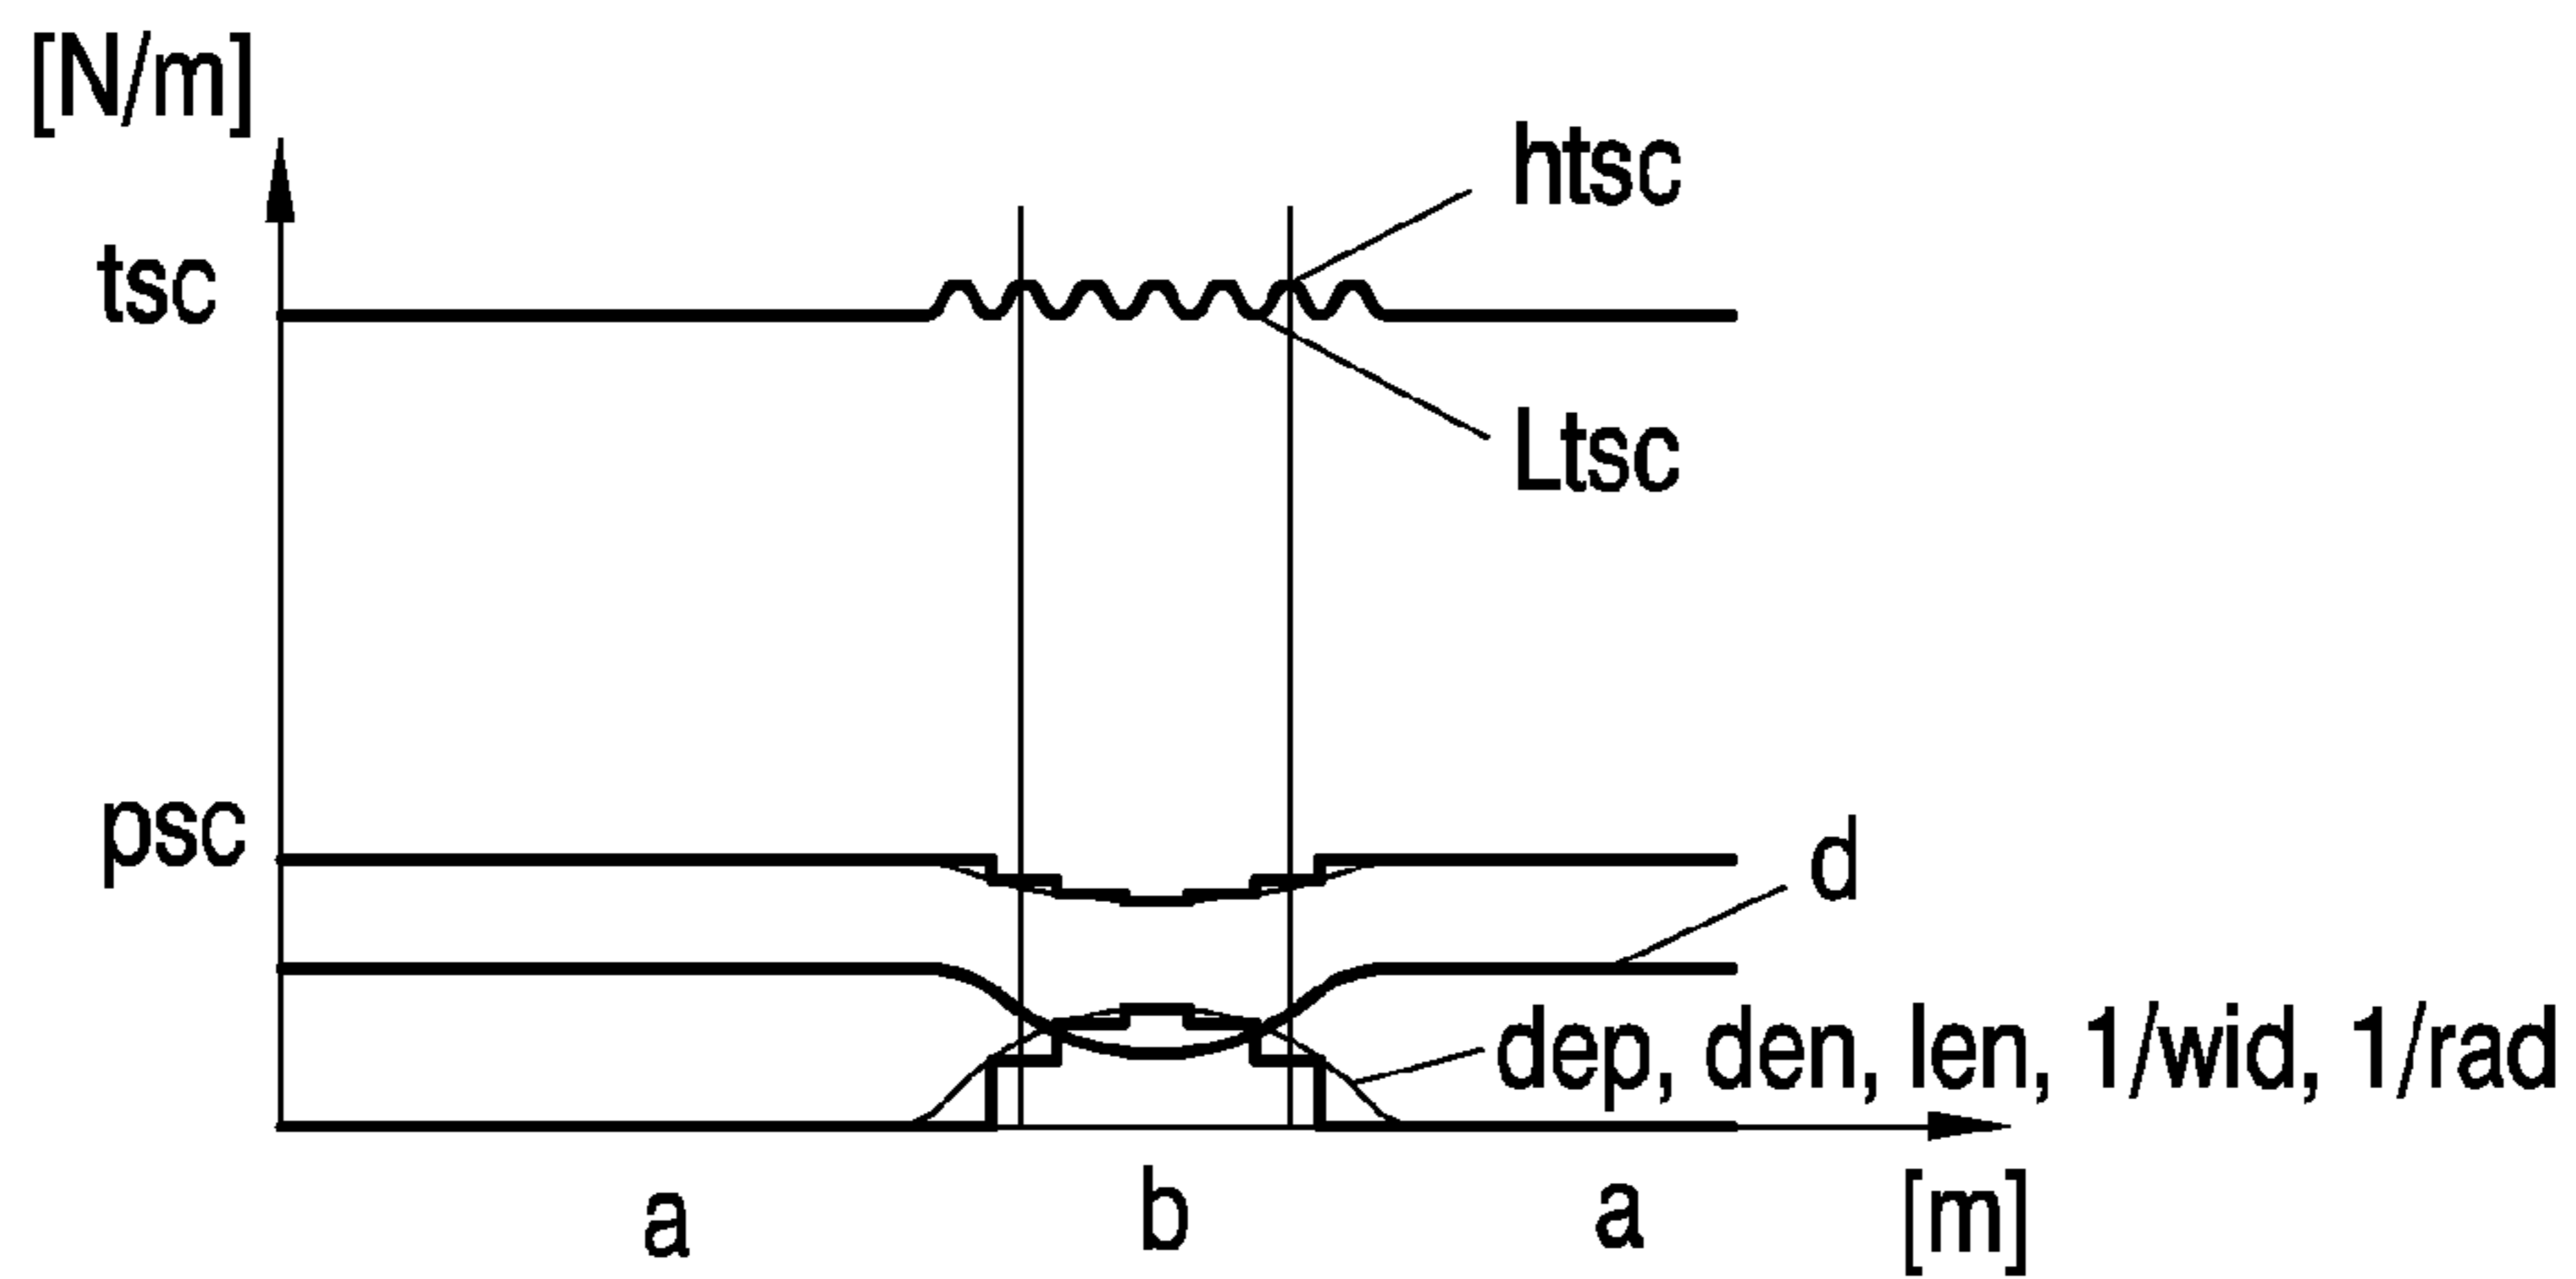 [N/m]
htsc
tsc
Ltsc
psc
d
dep, den, len, 1/wid, 1/rad
a
b
a
[m]